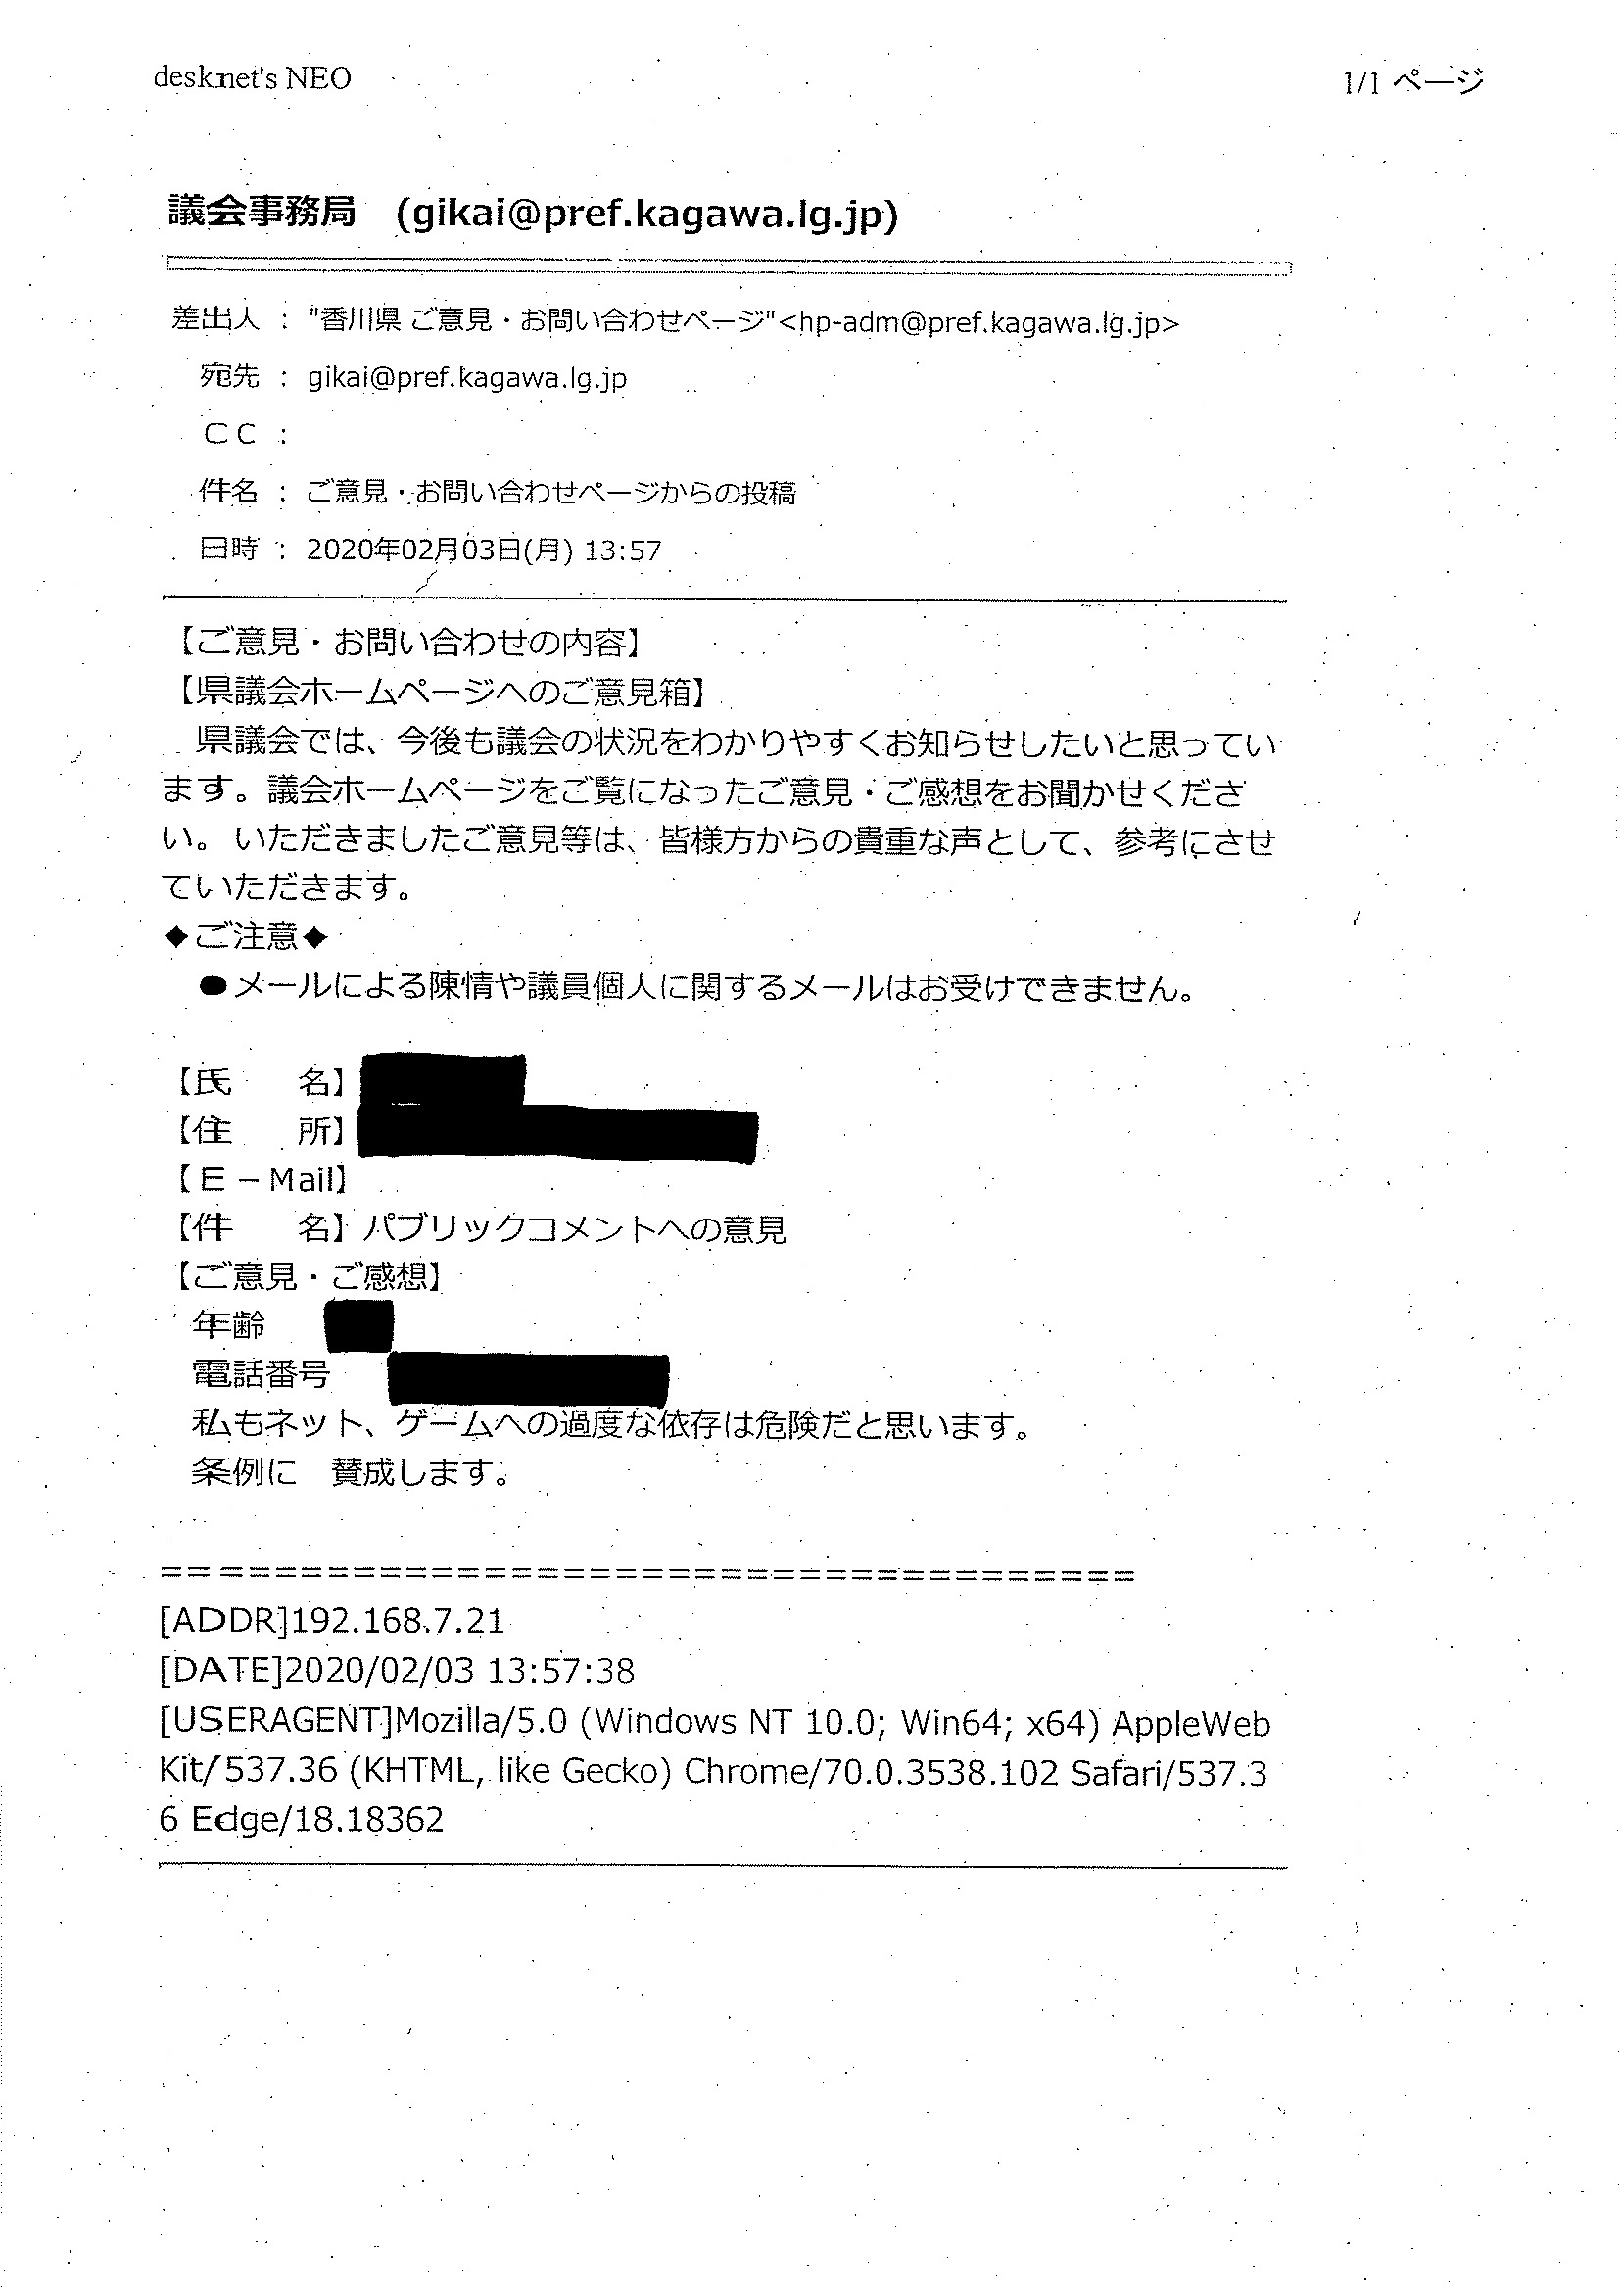 desknet's NEO
1/1 ページ
議会事務局　(gikai@pref.kagawa.lg.jp)
差出人 : "香川県 ご意見・お問い合わせページ"<hp-adm@pref.kagawa.lg.jp>
宛先 : gikai@pref.kagawa.lg.jp
ＣＣ :
件名 : ご意見・お問い合わせページからの投稿
日時 : 2020年02月03日(月) 13:57
【ご意見・お問い合わせの内容】
【県議会ホームページへのご意見箱】
　県議会では、今後も議会の状況をわかりやすくお知らせしたいと思ってい
ます。議会ホームページをご覧になったご意見・ご感想をお聞かせくださ
い。いただきましたご意見等は、皆様方からの貴重な声として、参考にさせ
ていただきます。
◆ご注意◆
　●メールによる陳情や議員個人に関するメールはお受けできません。
【氏　　名】
【住　　所】
【Ｅ－Mail】
【件　　名】パブリックコメントへの意見
【ご意見・ご感想】
年齢
電話番号
私もネット、ゲームへの過度な依存は危険だと思います。
条例に　賛成します。
=====================================
[ADDR]192.168.7.21
[DATE]2020/02/03 13:57:38
[USERAGENT]Mozilla/5.0 (Windows NT 10.0; Win64; x64) AppleWeb
Kit/537.36 (KHTML, like Gecko) Chrome/70.0.3538.102 Safari/537.3
6 Edge/18.18362